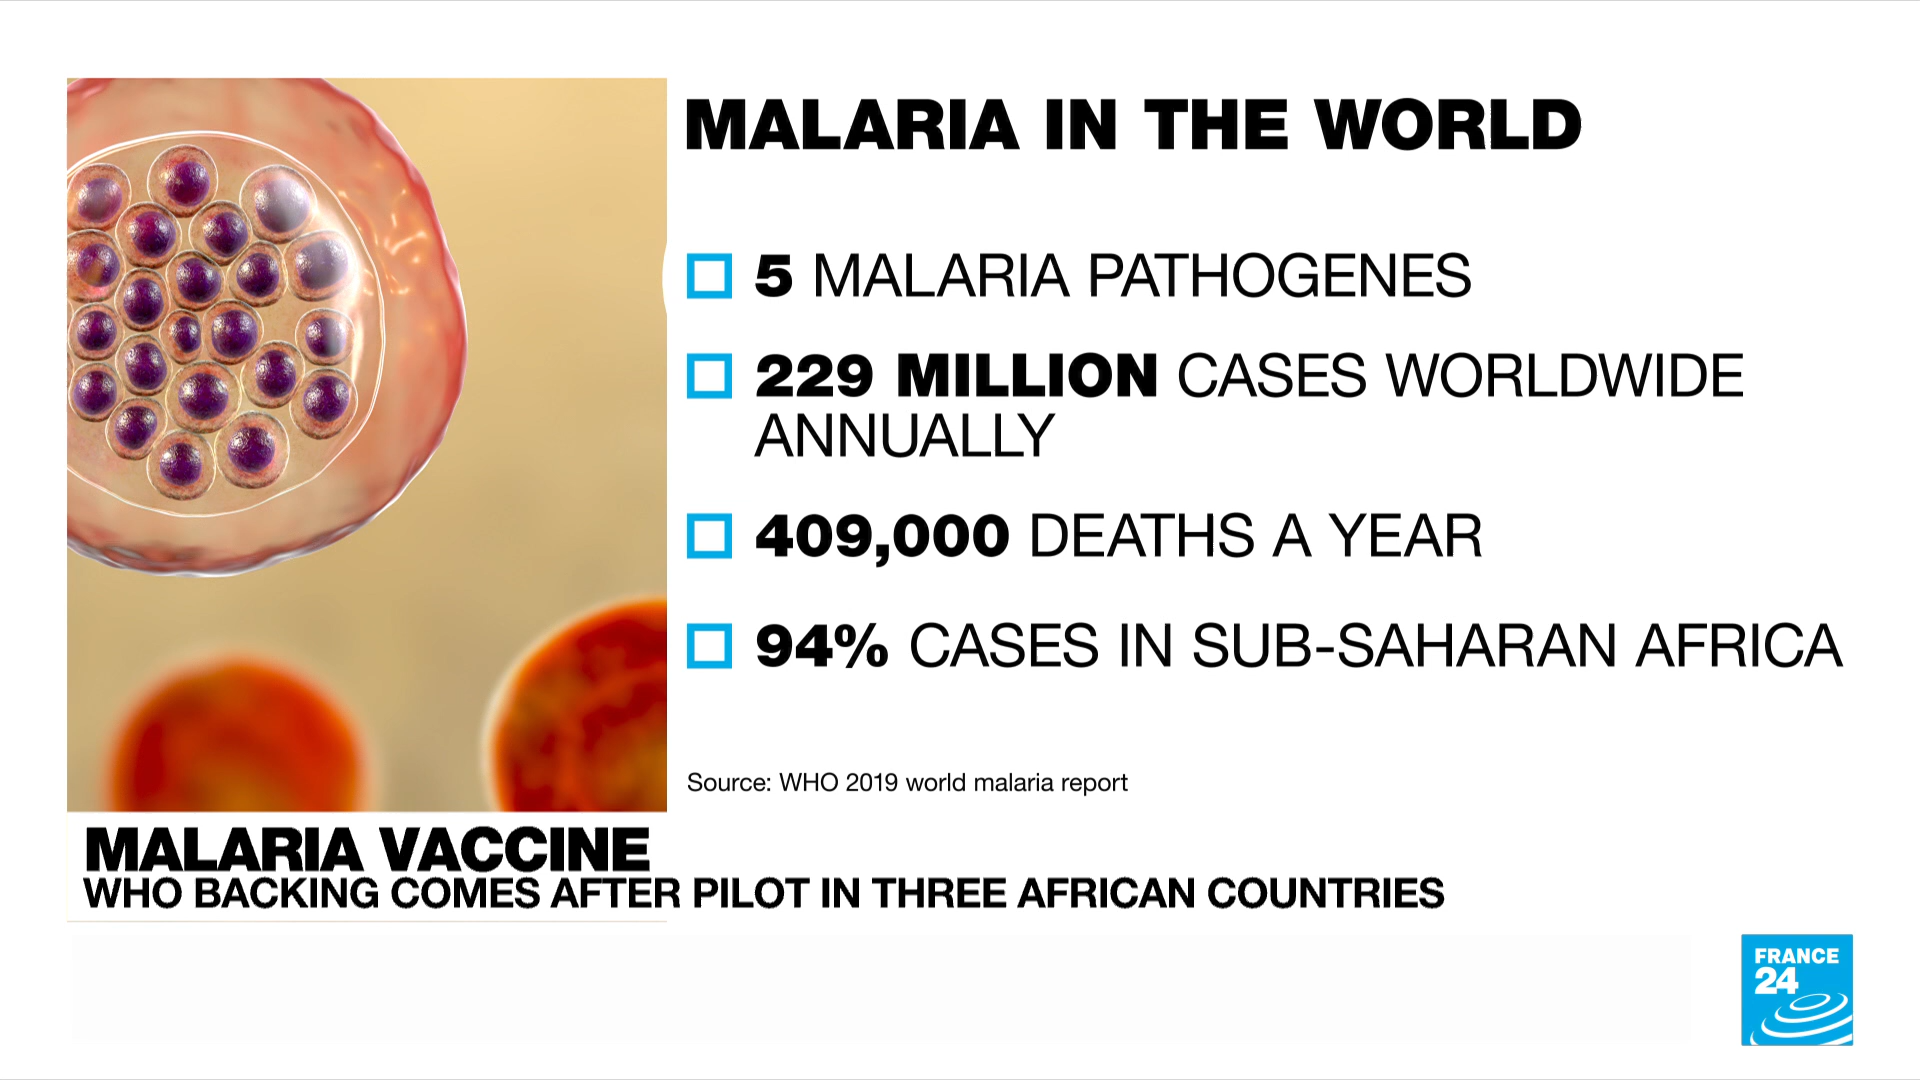 MALARIA IN THE WORLD
5 MALARIA PATHOGENES
229 MILLION CASES WORLDWIDE
ANNUALLY
409,000 DEATHS A YEAR
94% CASES IN SUB-SAHARAN AFRICA
Source: WHO 2019 world malaria report
MALARIA VACCINE
WHO BACKING COMES AFTER PILOT IN THREE AFRICAN COUNTRIES
FRANCE
24